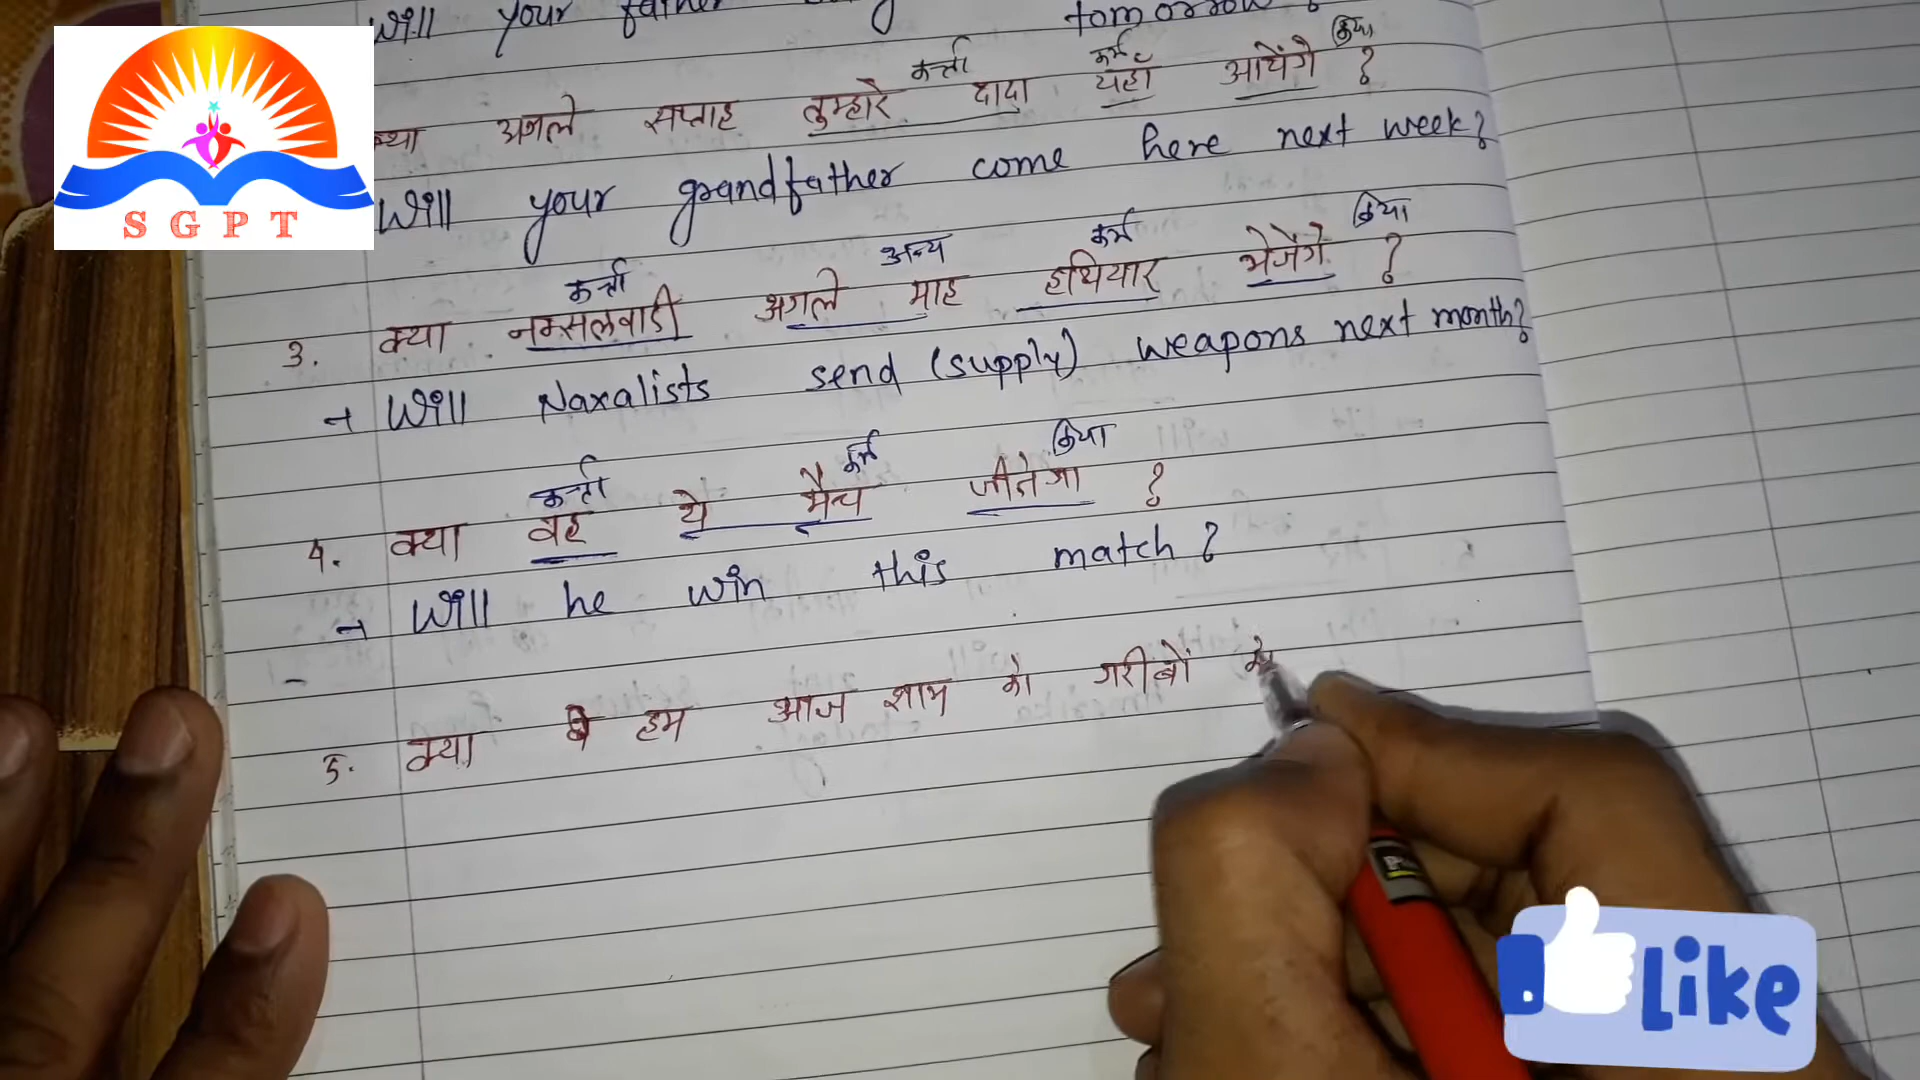 Will your father tomorrow?
कर्त्ता कर्म क्रिया
क्या अगले सप्ताह तुम्हारे दादा यहाँ आयेंगे ?
Will your grandfather come here next week?
कर्त्ता अन्य कर्म क्रिया
3. क्या नक्सलवाडी अगले माह हथियार भेजेंगे ?
→ Will Naxalists send (supply) weapons next month?
कर्त्ता कर्म क्रिया
4. क्या वह ये मैच जीतेगा ?
→ Will he win this match?
5. क्या हम आज शाम को गरीबों
SGPT
Like